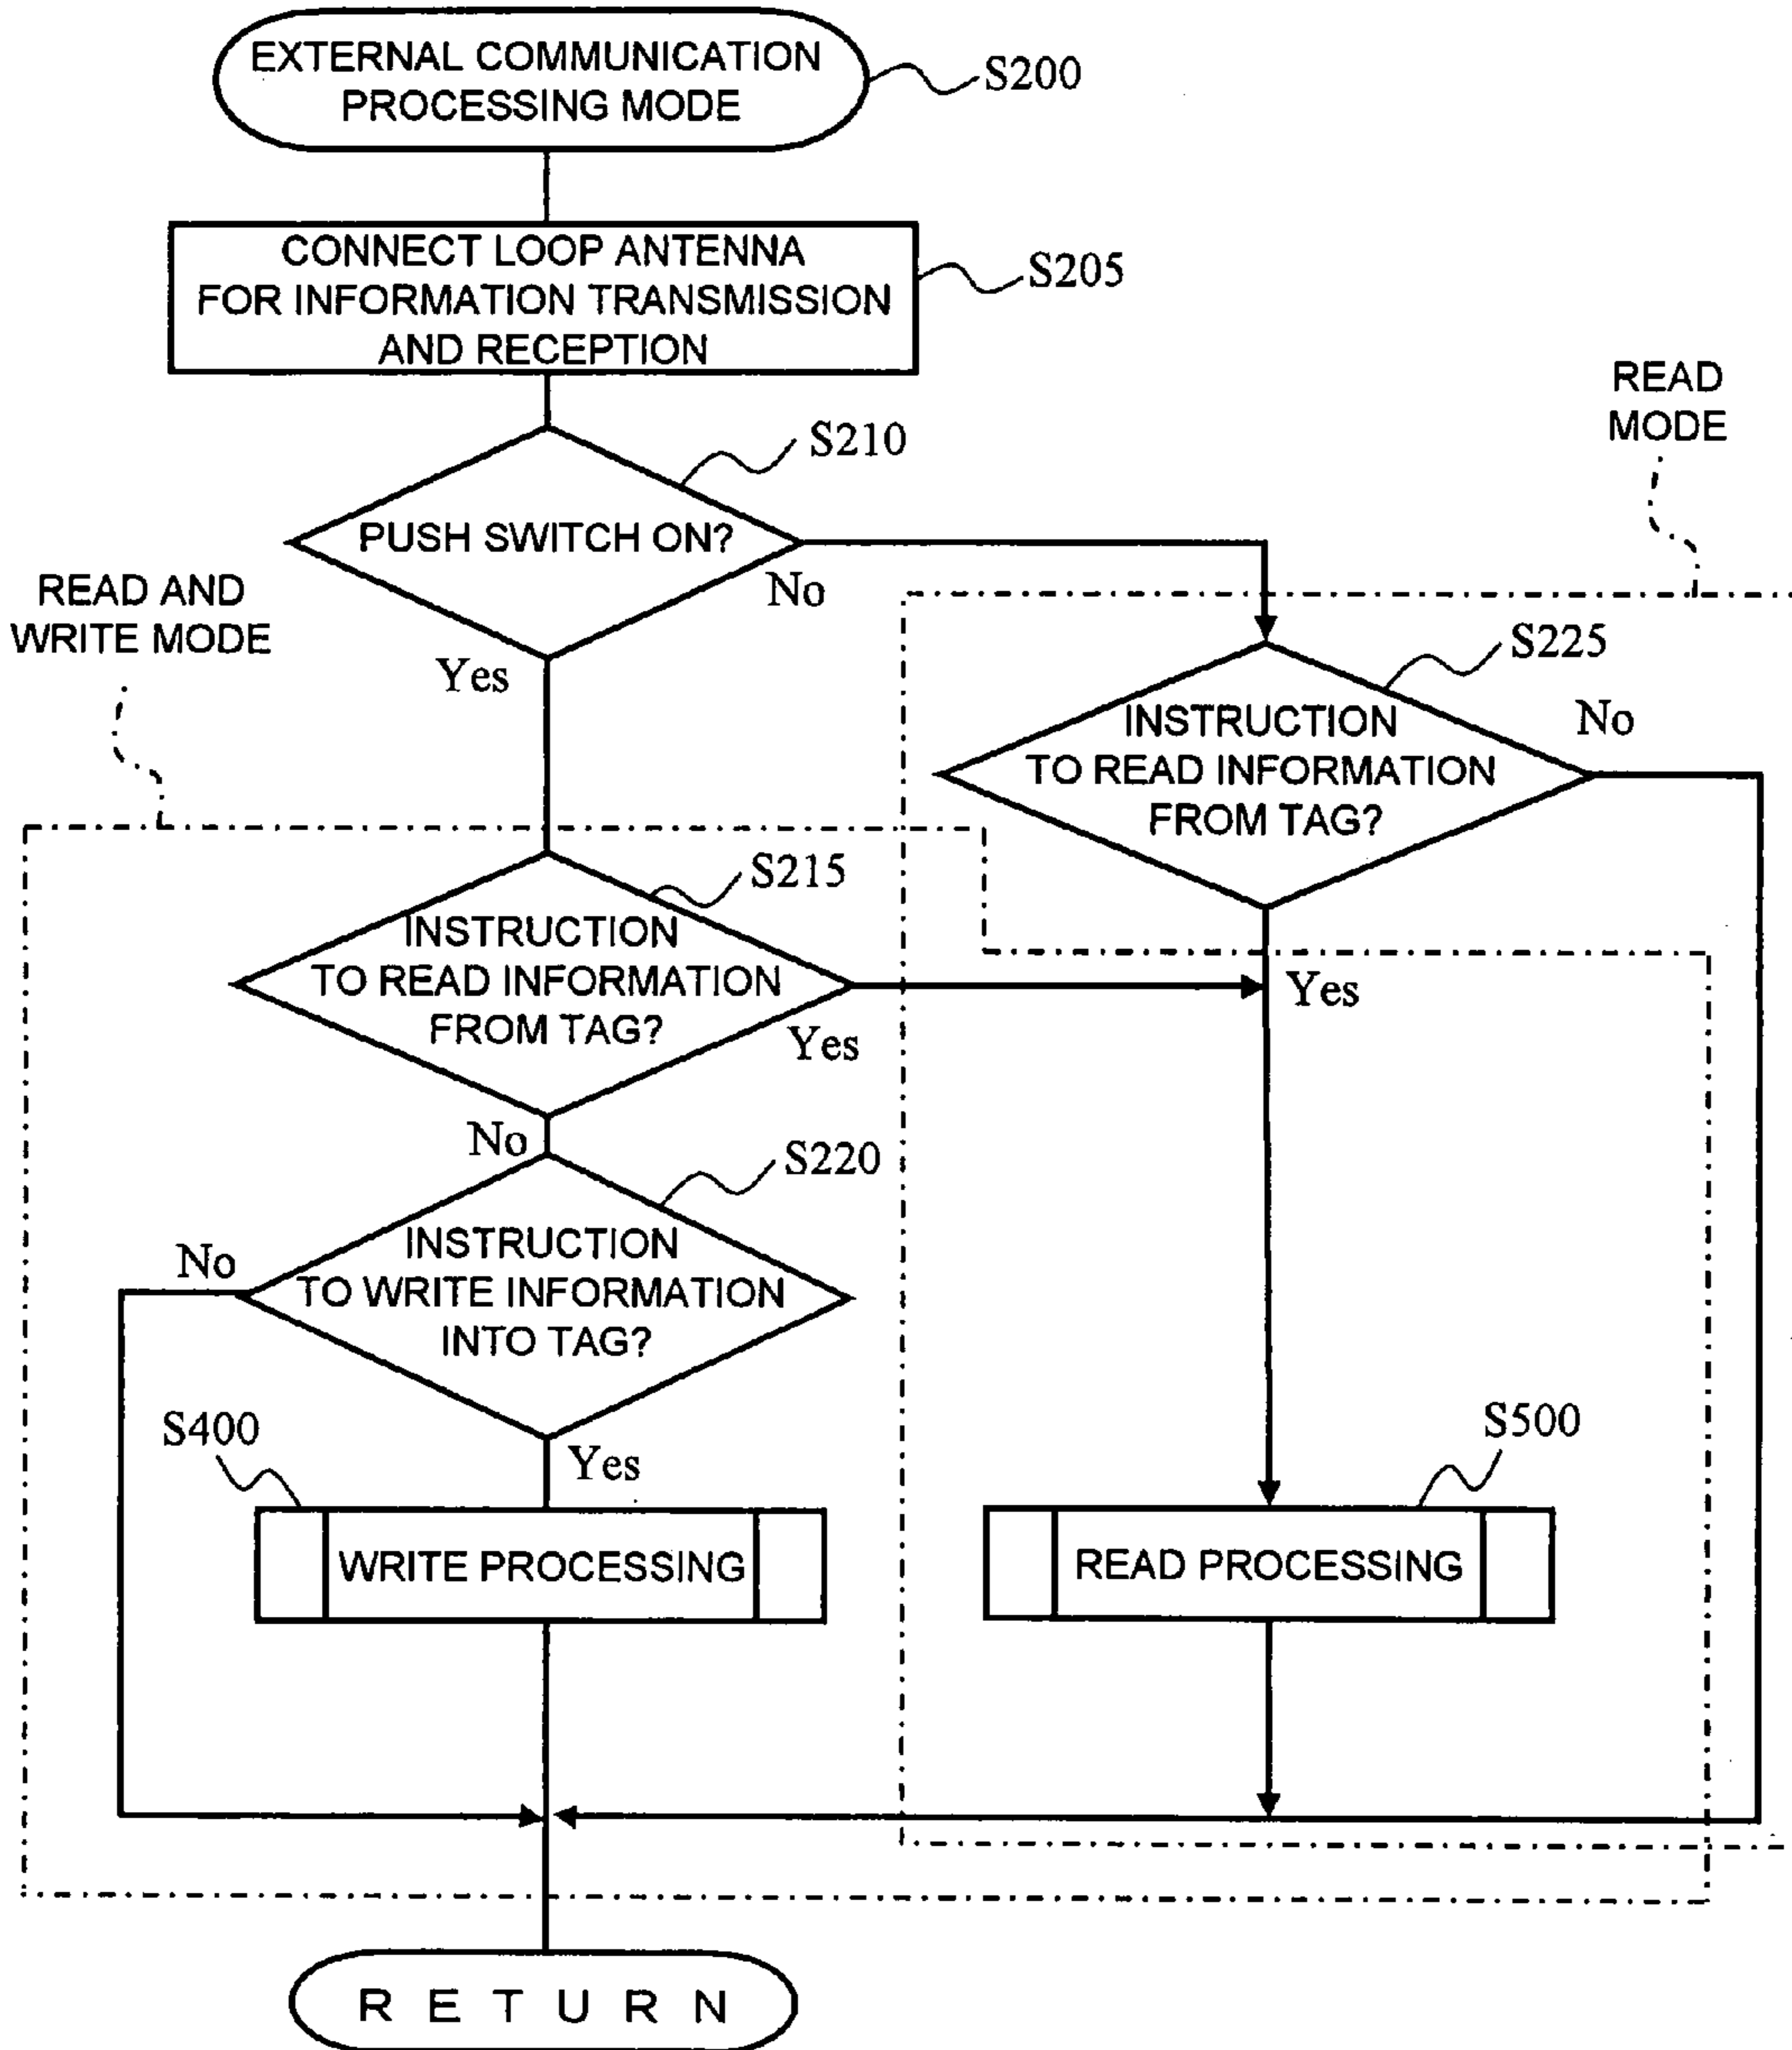 EXTERNAL COMMUNICATION
PROCESSING MODE
S200
CONNECT LOOP ANTENNA
FOR INFORMATION TRANSMISSION
AND RECEPTION
S205
READ
MODE
S210
PUSH SWITCH ON?
No
Yes
READ AND
WRITE MODE
S225
INSTRUCTION
TO READ INFORMATION
FROM TAG?
No
Yes
S215
INSTRUCTION
TO READ INFORMATION
FROM TAG?
Yes
No
S220
INSTRUCTION
TO WRITE INFORMATION
INTO TAG?
No
Yes
S400
WRITE PROCESSING
S500
READ PROCESSING
R E T U R N